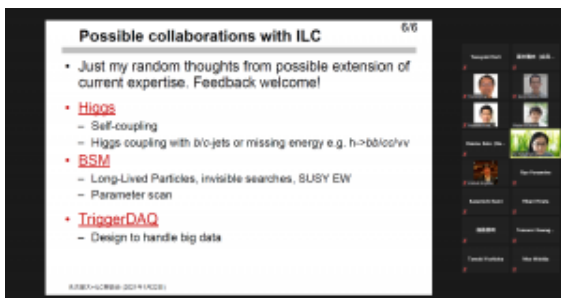 Possible collaborations with ILC
6/6
• Just my random thoughts from possible extension of
current expertise. Feedback welcome!
• Higgs
– Self-coupling
– Higgs coupling with b/c-jets or missing energy e.g. h->bb/cc/vv
• BSM
– Long-Lived Particles, invisible searches, SUSY EW
– Parameter scan
• TriggerDAQ
– Design to handle big data